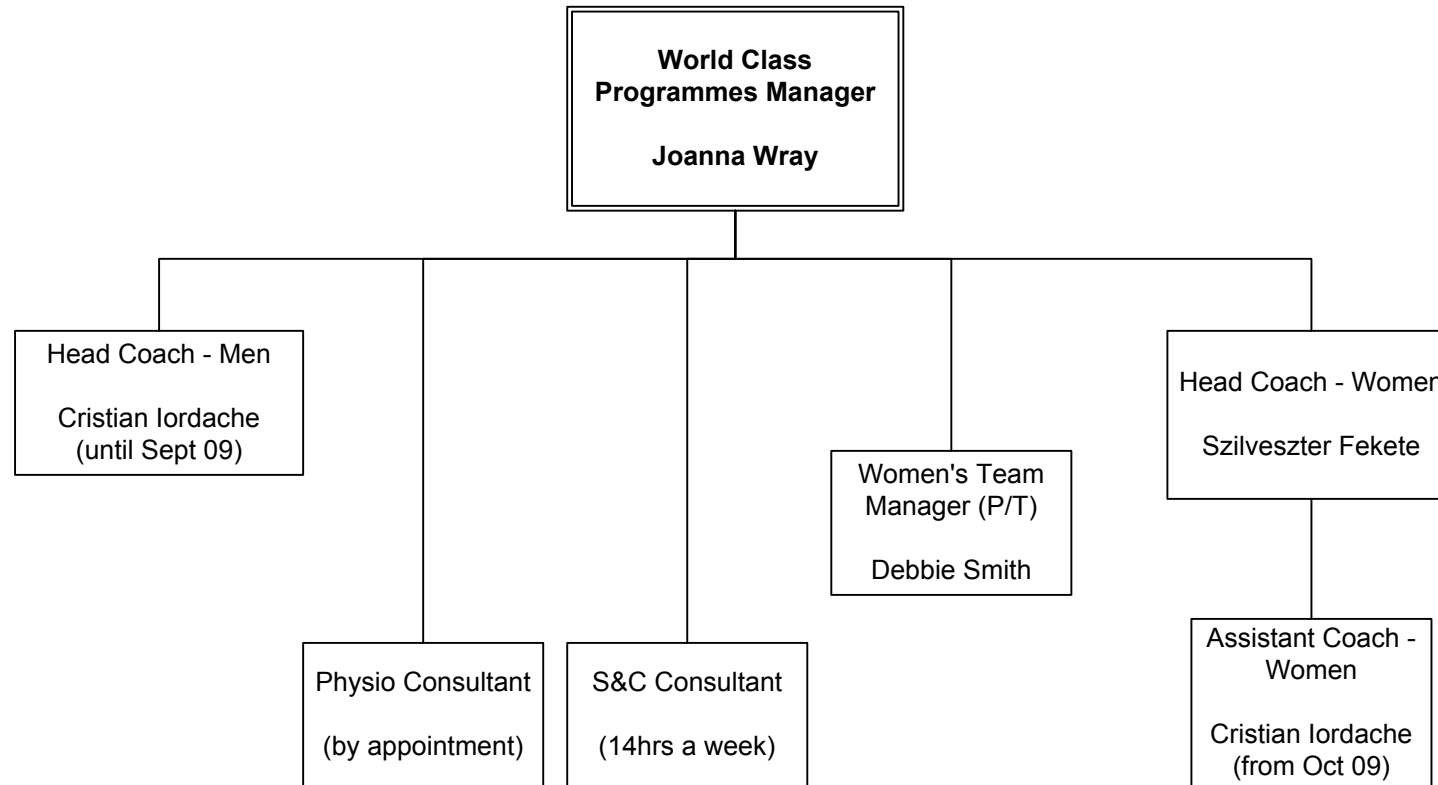 World Class
Programmes Manager
Joanna Wray
Head Coach - Men
Cristian Iordache
(until Sept 09)
Physio Consultant
(by appointment)
S&C Consultant
(14hrs a week)
Women's Team
Manager (P/T)
Debbie Smith
Head Coach - Women
Szilveszter Fekete
Assistant Coach -
Women
Cristian Iordache
(from Oct 09)